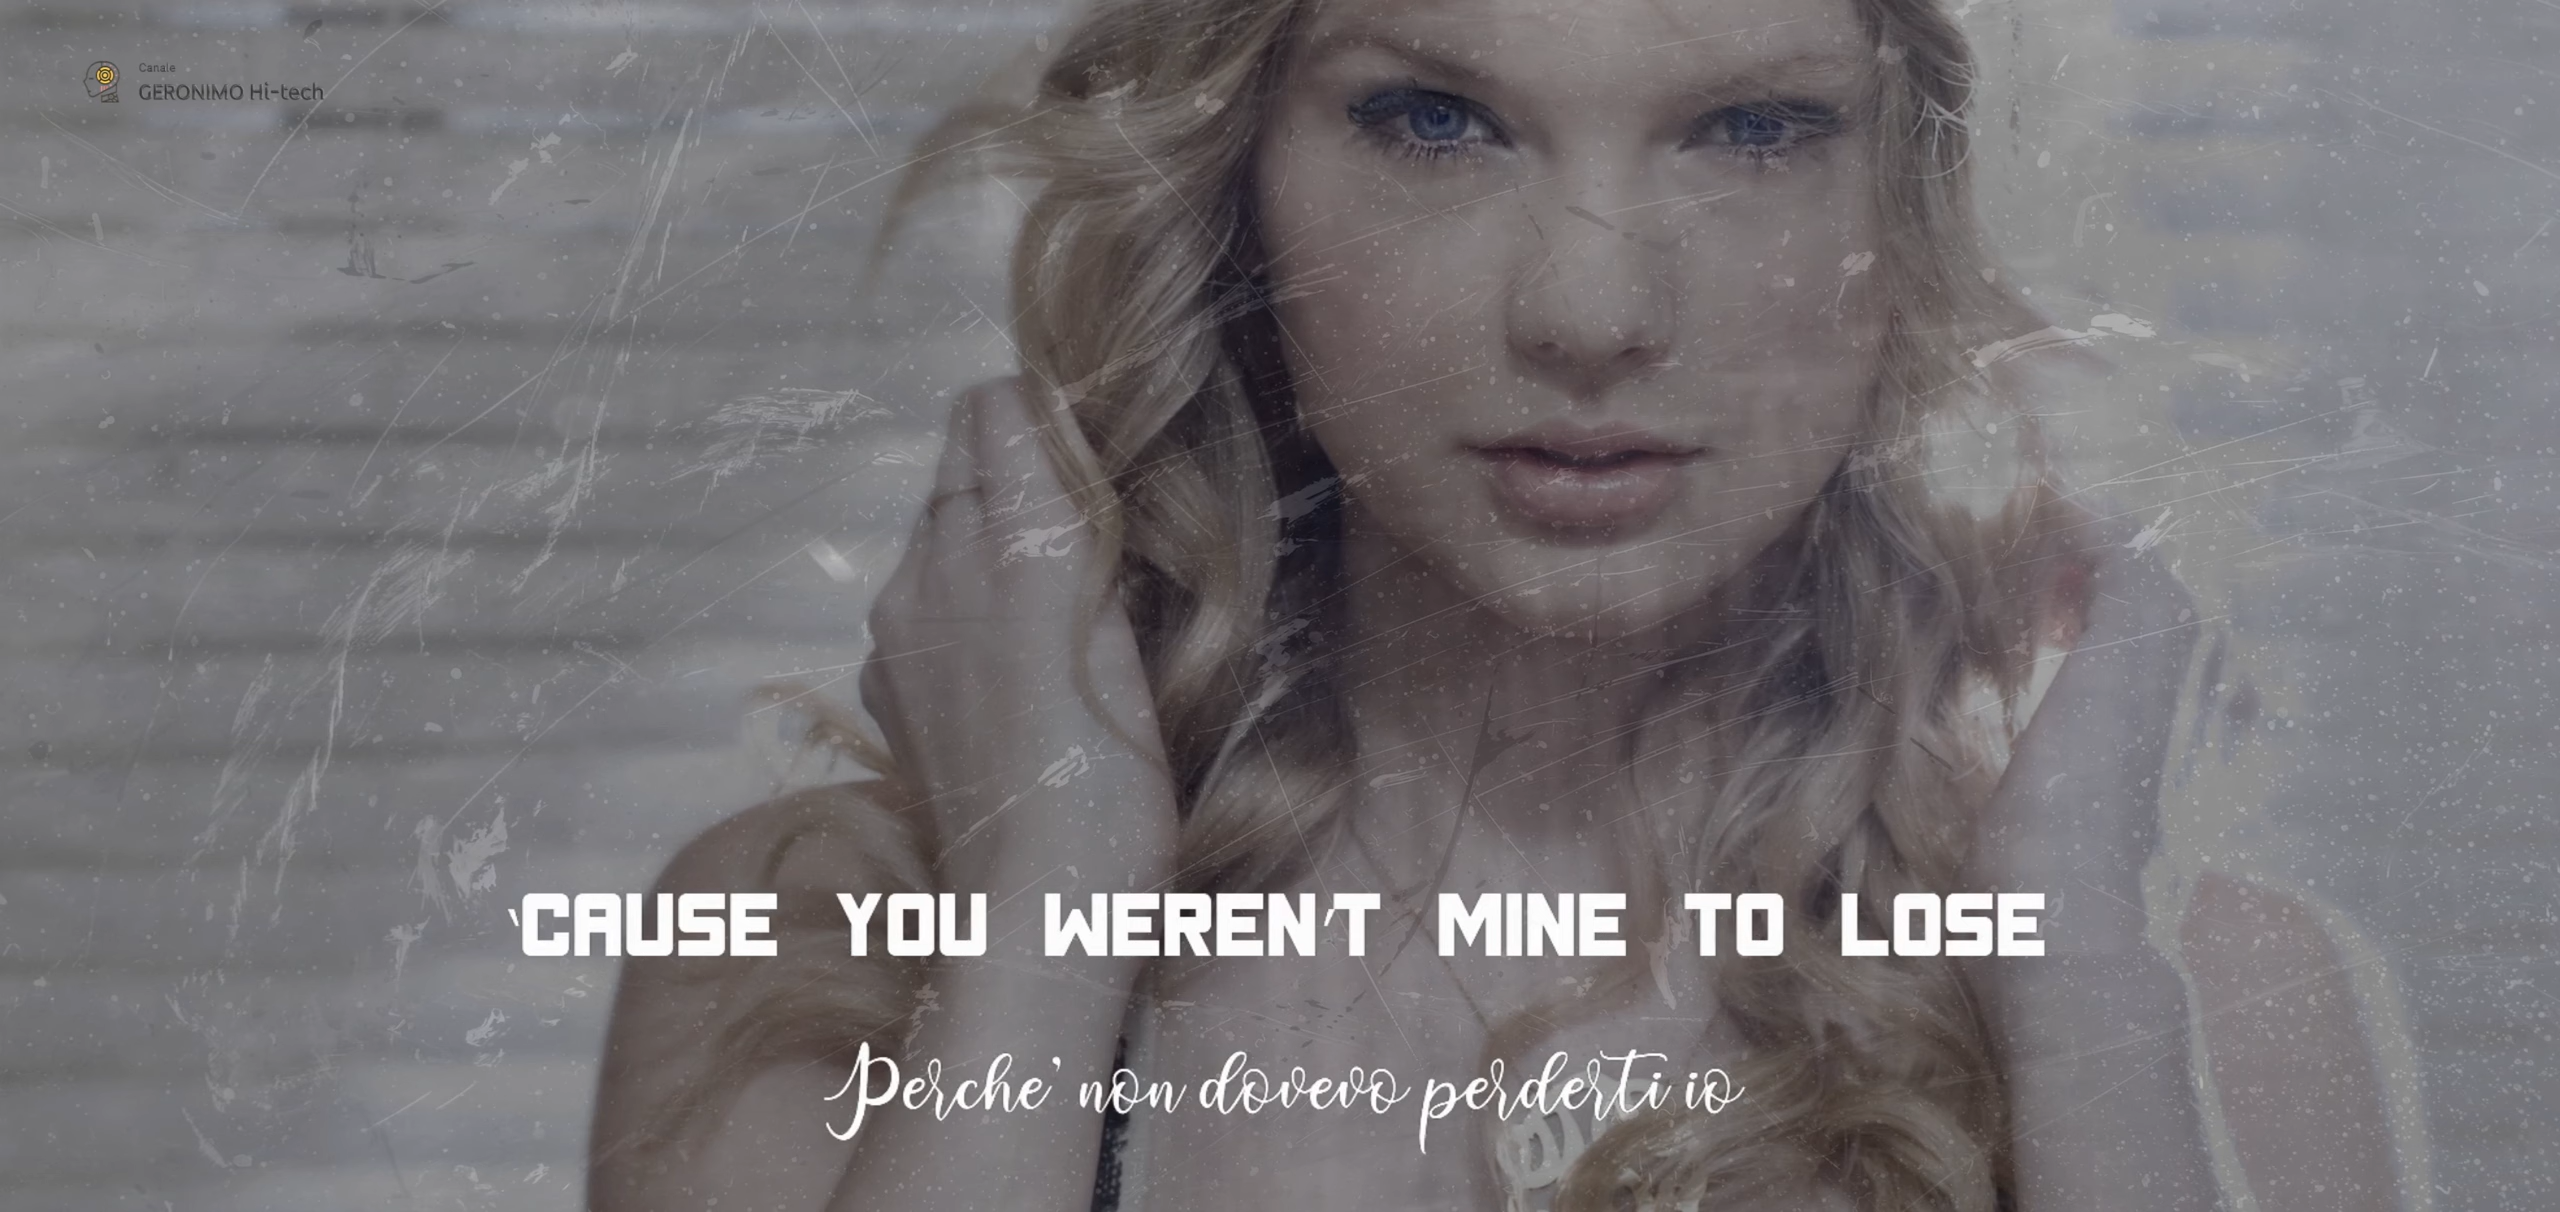 Canale
GERONIMO Hi-tech
‘CAUSE YOU WEREN'T MINE TO LOSE
Perche' non dovevo perderti io